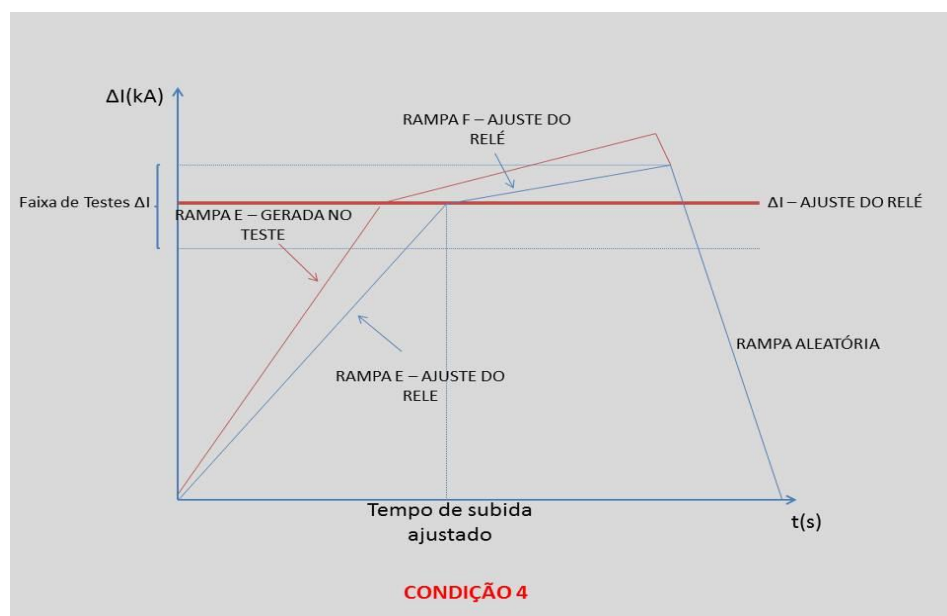 ΔI(kA)
RAMPA F – AJUSTE DO
RELÉ
Faixa de Testes ΔI
RAMPA E – GERADA NO
TESTE
ΔI – AJUSTE DO RELÉ
RAMPA ALEATÓRIA
RAMPA E – AJUSTE DO
RELE
Tempo de subida
ajustado
t(s)
CONDIÇÃO 4